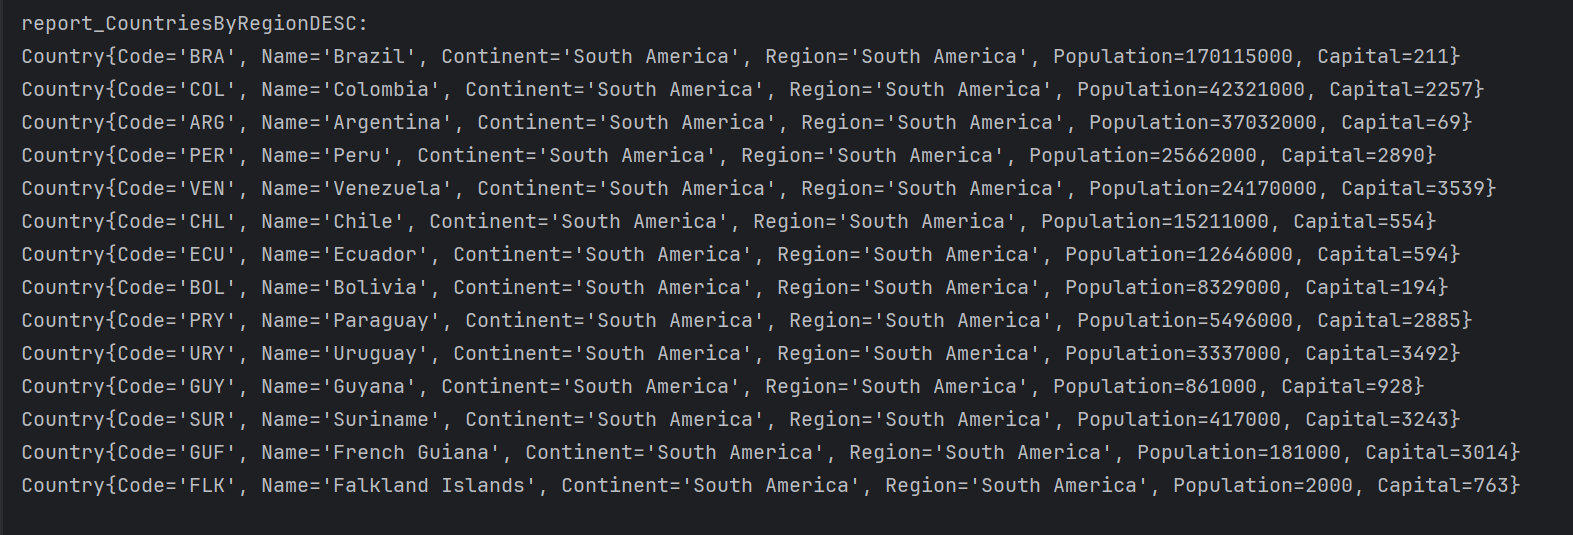 report_CountriesByRegionDESC:
Country{Code='BRA', Name='Brazil', Continent='South America', Region='South America', Population=170115000, Capital=211}
Country{Code='COL', Name='Colombia', Continent='South America', Region='South America', Population=42321000, Capital=2257}
Country{Code='ARG', Name='Argentina', Continent='South America', Region='South America', Population=37032000, Capital=69}
Country{Code='PER', Name='Peru', Continent='South America', Region='South America', Population=25662000, Capital=2890}
Country{Code='VEN', Name='Venezuela', Continent='South America', Region='South America', Population=24170000, Capital=3539}
Country{Code='CHL', Name='Chile', Continent='South America', Region='South America', Population=15211000, Capital=554}
Country{Code='ECU', Name='Ecuador', Continent='South America', Region='South America', Population=12646000, Capital=594}
Country{Code='BOL', Name='Bolivia', Continent='South America', Region='South America', Population=8329000, Capital=194}
Country{Code='PRY', Name='Paraguay', Continent='South America', Region='South America', Population=5496000, Capital=2885}
Country{Code='URY', Name='Uruguay', Continent='South America', Region='South America', Population=3337000, Capital=3492}
Country{Code='GUY', Name='Guyana', Continent='South America', Region='South America', Population=861000, Capital=928}
Country{Code='SUR', Name='Suriname', Continent='South America', Region='South America', Population=417000, Capital=3243}
Country{Code='GUF', Name='French Guiana', Continent='South America', Region='South America', Population=181000, Capital=3014}
Country{Code='FLK', Name='Falkland Islands', Continent='South America', Region='South America', Population=2000, Capital=763}